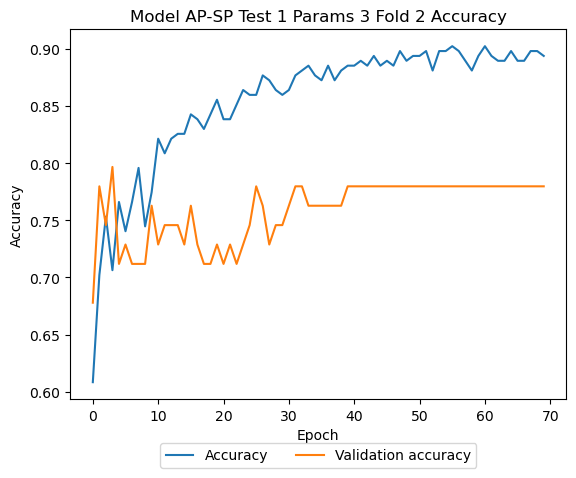 Model AP-SP Test 1 Params 3 Fold 2 Accuracy
Accuracy
0.90
0.85
0.80
0.75
0.70
0.65
0.60
0 10 20 30 40 50 60 70
Epoch
Accuracy Validation accuracy